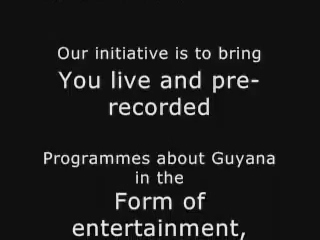 Our initiative is to bring
You live and pre-
recorded
Programmes about Guyana
in the
Form of
entertainment,